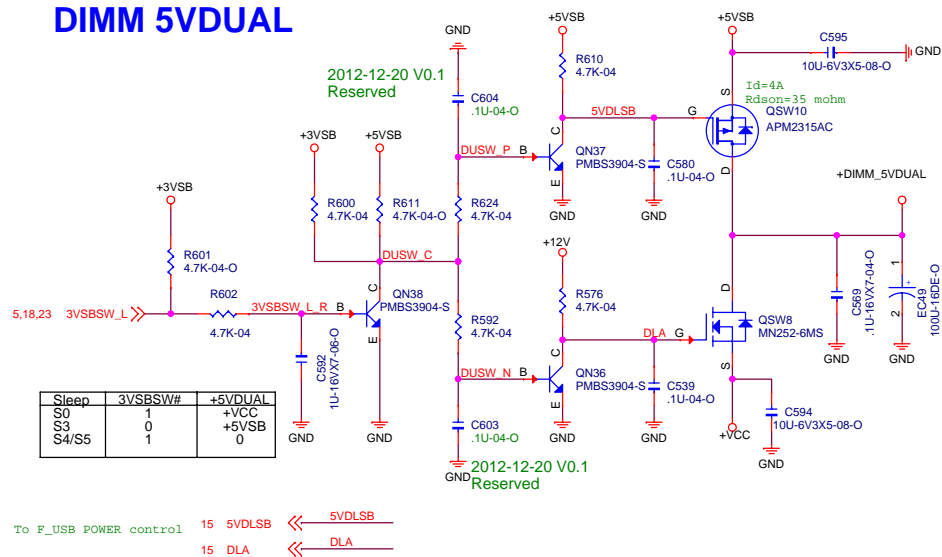 DIMM 5VDUAL
GND
+5VSB
+5VSB
C595
10U-6V3X5-08-O
GND
2012-12-20 V0.1
Reserved
R610
4.7K-04
C604
.1U-04-O
Id=4A
Rdson=35 mohm
S
G
D
QSW10
APM2315AC
5VDLSB
+3VSB
+5VSB
DUSW_P
B
C
E
QN37
PMBS3904-S
C580
.1U-04-O
GND
GND
+DIMM_5VDUAL
+3VSB
R600
4.7K-04
R611
4.7K-04-O
R624
4.7K-04
R601
4.7K-04-O
DUSW_C
+12V
R602
4.7K-04
5,18,23
3VSBSW_L
3VSBSW_L_R
B
C
E
QN38
PMBS3904-S
R592
4.7K-04
R576
4.7K-04
DLA
G
D
S
QSW8
MN252-6MS
C569
.1U-16VX7-04-O
GND
1
+
2
EC49
100U-16DE-O
GND
C592
1U-16VX7-06-O
GND
GND
DUSW_N
B
C
E
QN36
PMBS3904-S
C539
.1U-04-O
GND
GND
C603
.1U-04-O
GND
2012-12-20 V0.1
Reserved
+VCC
C594
10U-6V3X5-08-O
GND
Sleep 3VSBSW# +5VDUAL
S0 1 +VCC
S3 0 +5VSB
S4/S5 1 0
To F_USB POWER control
15 5VDLSB
5VDLSB
15 DLA
DLA